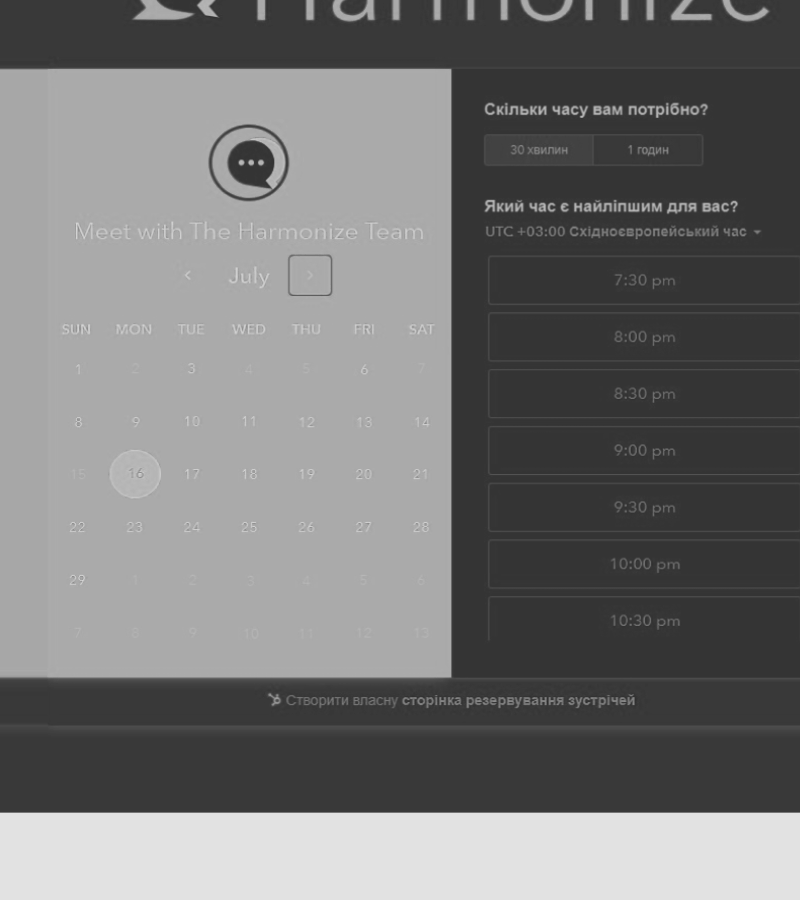 Harmonize
Meet with The Harmonize Team
July
SUN MON TUE WED THU FRI SAT
1 2 3 4 5 6 7
8 9 10 11 12 13 14
15 16 17 18 19 20 21
22 23 24 25 26 27 28
29 1 2 3 4 5 6
7 8 9 10 11 12 13
Скільки часу вам потрібно?
30 хвилин 1 годин
Який час є найліпшим для вас?
UTC +03:00 Східноєвропейський час
7:30 pm
8:00 pm
8:30 pm
9:00 pm
9:30 pm
10:00 pm
10:30 pm
Створити власну сторінка резервування зустрічей